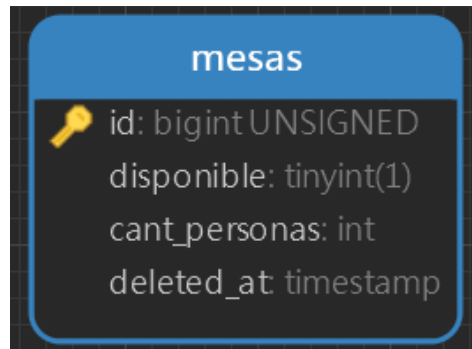 mesas
id: bigint UNSIGNED
disponible: tinyint(1)
cant_personas: int
deleted_at: timestamp